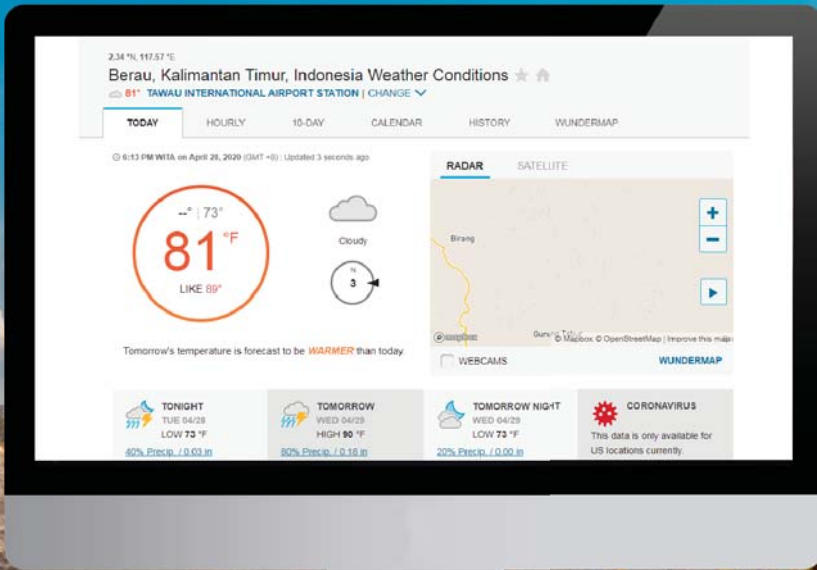 2.34 °N, 117.57 °E
Berau, Kalimantan Timur, Indonesia Weather Conditions
81° TAWAU INTERNATIONAL AIRPORT STATION | CHANGE
TODAY HOURLY 10-DAY CALENDAR HISTORY WUNDERMAP
6:13 PM WITA on April 28, 2020 (GMT +8) | Updated 3 seconds ago
RADAR SATELLITE
--° | 73°
81 °F
LIKE 89°
Cloudy
N
3
Tomorrow's temperature is forecast to be WARMER than today.
+
Birang
−
mapbox
© Mapbox © OpenStreetMap | Improve this map
WEBCAMS WUNDERMAP
TONIGHT
TUE 04/28
LOW 73 °F
40% Precip. / 0.03 in
TOMORROW
WED 04/29
HIGH 90 °F
80% Precip. / 0.18 in
TOMORROW NIGHT
WED 04/29
LOW 73 °F
20% Precip. / 0.00 in
CORONAVIRUS
This data is only available for
US locations currently.